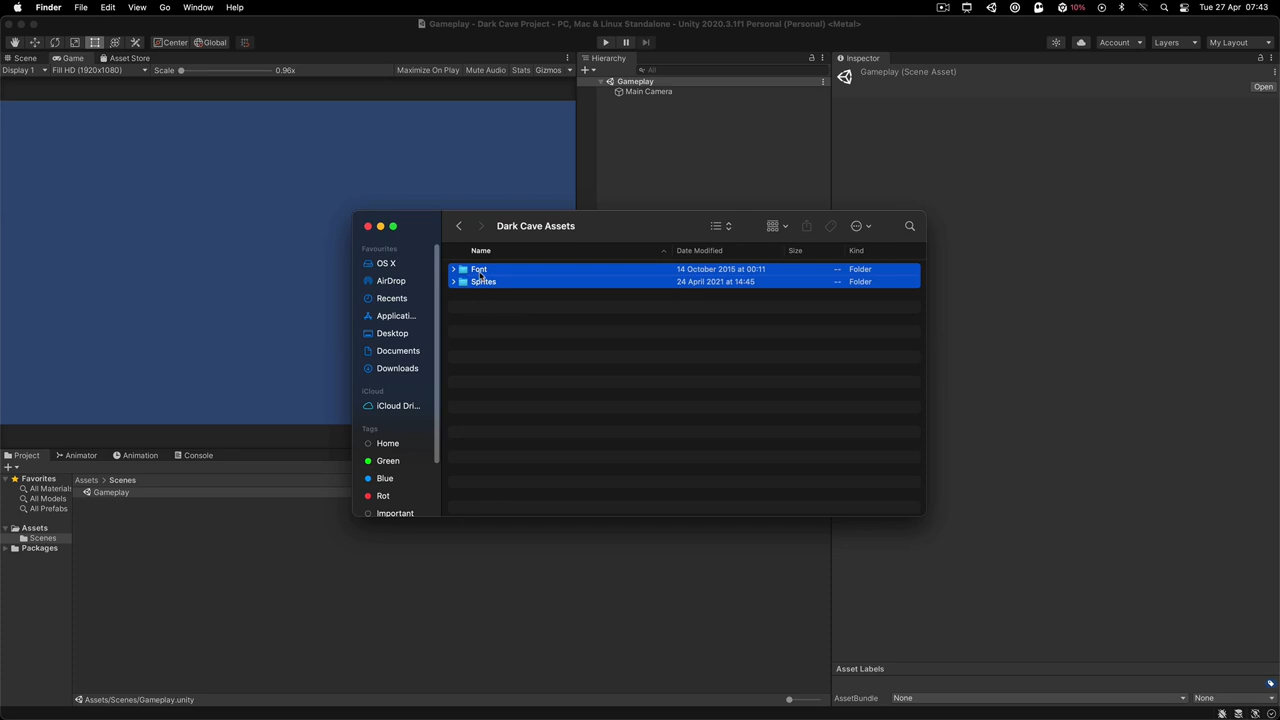 Finder File Edit View Go Window Help 10% Tue 27 Apr 07:43
Gameplay - Dark Cave Project - PC, Mac & Linux Standalone - Unity 2020.3.1f1 Personal (Personal) <Metal>
Center Global Account Layers My Layout
Scene Game Asset Store Hierarchy Inspector
Display 1 Full HD (1920x1080) Scale 0.96x Maximize On Play Mute Audio Stats Gizmos All
Gameplay
Main Camera
Gameplay (Scene Asset)
Open
Dark Cave Assets
Favourites
OS X
AirDrop
Recents
Applicati...
Desktop
Documents
Downloads
iCloud
iCloud Dri...
Tags
Home
Green
Blue
Rot
Important
Name Date Modified Size Kind
Font 14 October 2015 at 00:11 -- Folder
Sprites 24 April 2021 at 14:45 -- Folder
Project Animator Animation Console
Favorites
All Material
All Models
All Prefabs
Assets
Scenes
Packages
Assets > Scenes
Gameplay
Assets/Scenes/Gameplay.unity
Asset Labels
AssetBundle None None